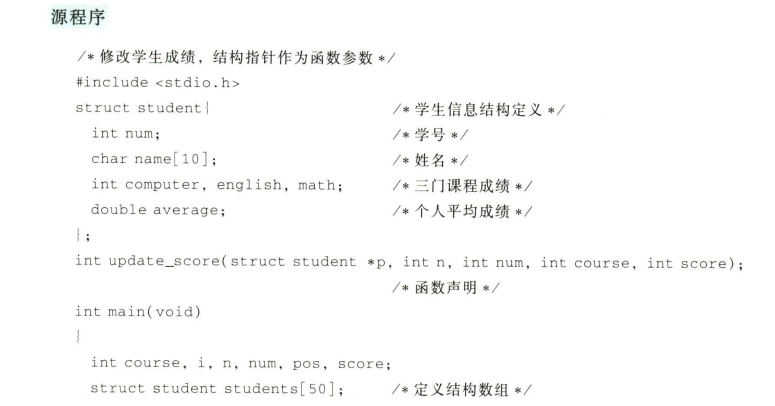 源程序
/* 修改学生成绩, 结构指针作为函数参数 */
#include <stdio.h>
struct student{ /* 学生信息结构定义 */
int num; /* 学号 */
char name[10]; /* 姓名 */
int computer, english, math; /* 三门课程成绩 */
double average; /* 个人平均成绩 */
};
int update_score(struct student *p, int n, int num, int course, int score);
/* 函数声明 */
int main(void)
{
int course, i, n, num, pos, score;
struct student students[50]; /* 定义结构数组 */